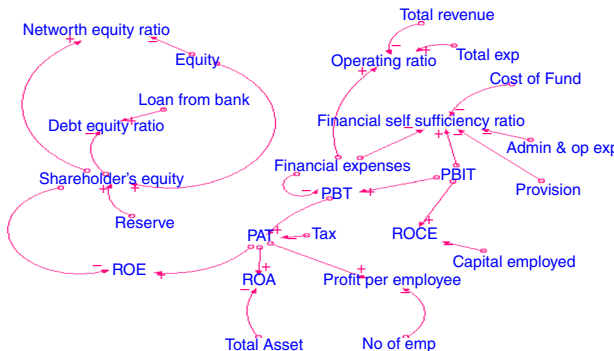 Total revenue
Networth equity ratio
Equity
Operating ratio
Total exp
Cost of Fund
Loan from bank
Debt equity ratio
Financial self sufficiency ratio
Admin & op exp
Financial expenses
Shareholder's equity
PBT
PBIT
Provision
Reserve
PAT
Tax
ROCE
Capital employed
ROE
ROA
Profit per employee
Total Asset
No of emp